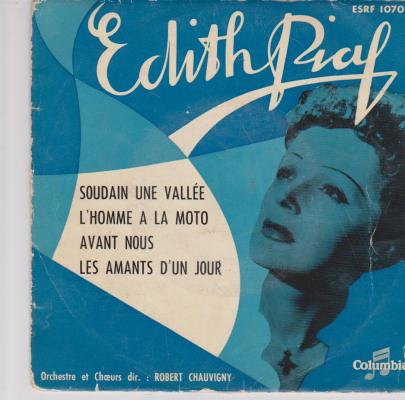 ESRF 1070
Edith Piaf
SOUDAIN UNE VALLÉE
L'HOMME A LA MOTO
AVANT NOUS
LES AMANTS D'UN JOUR
Columbia
Orchestre et Chœurs dir. : ROBERT CHAUVIGNY